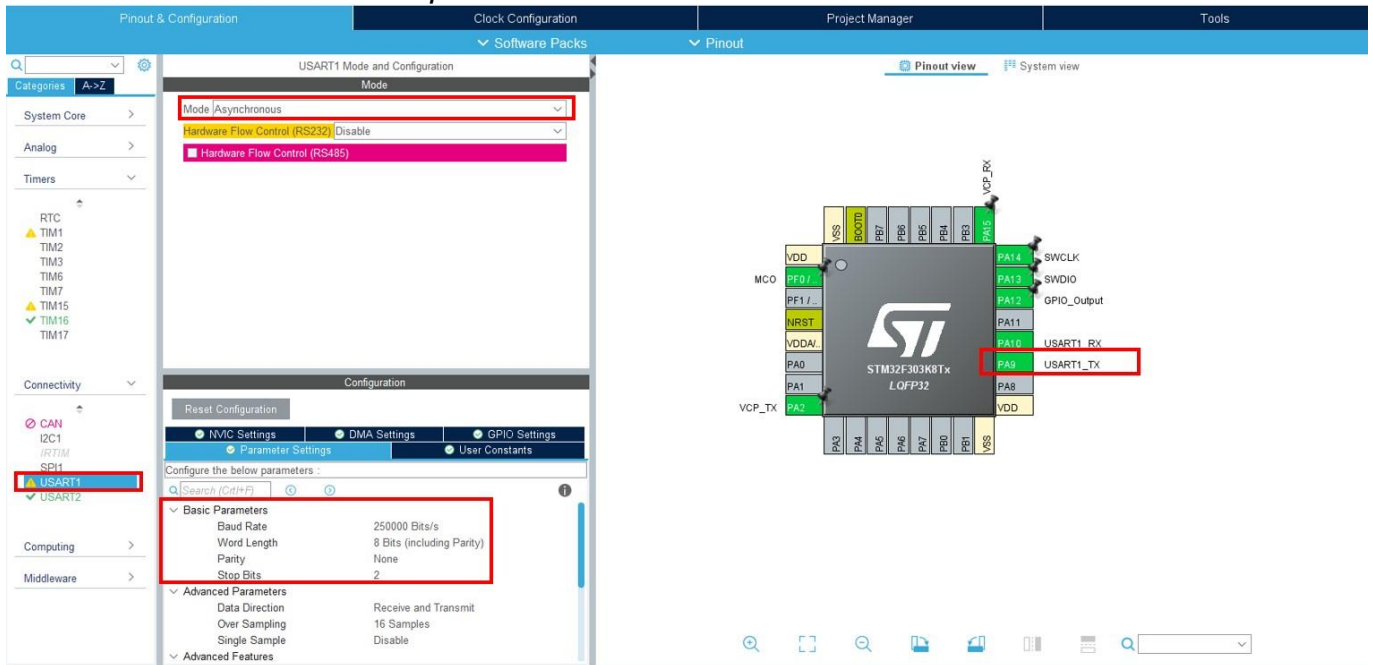 Pinout & Configuration
Clock Configuration
Project Manager
Tools
Software Packs
Pinout
Categories
A->Z
System Core
Analog
Timers
RTC
TIM1
TIM2
TIM3
TIM6
TIM7
TIM15
TIM16
TIM17
Connectivity
CAN
I2C1
IRTIM
SPI1
USART1
USART2
Computing
Middleware
USART1 Mode and Configuration
Mode
Mode Asynchronous
Hardware Flow Control (RS232) Disable
Hardware Flow Control (RS485)
Configuration
Reset Configuration
NVIC Settings
DMA Settings
GPIO Settings
Parameter Settings
User Constants
Configure the below parameters :
Search (Crtl+F)
Basic Parameters
Baud Rate 250000 Bits/s
Word Length 8 Bits (including Parity)
Parity None
Stop Bits 2
Advanced Parameters
Data Direction Receive and Transmit
Over Sampling 16 Samples
Single Sample Disable
Advanced Features
Pinout view
System view
VCP_RX
VSS
BOOT0
PB7
PB6
PB5
PB4
PB3
PA15
VDD
MCO PF0/..
PF1/..
NRST
VDDA/..
PA0
PA1
VCP_TX PA2
PA14 SWCLK
PA13 SWDIO
PA12 GPIO_Output
PA11
PA10 USART1_RX
PA9 USART1_TX
PA8
VDD
ST
STM32F303K8Tx
LQFP32
PA3
PA4
PA5
PA6
PA7
PB0
PB1
VSS